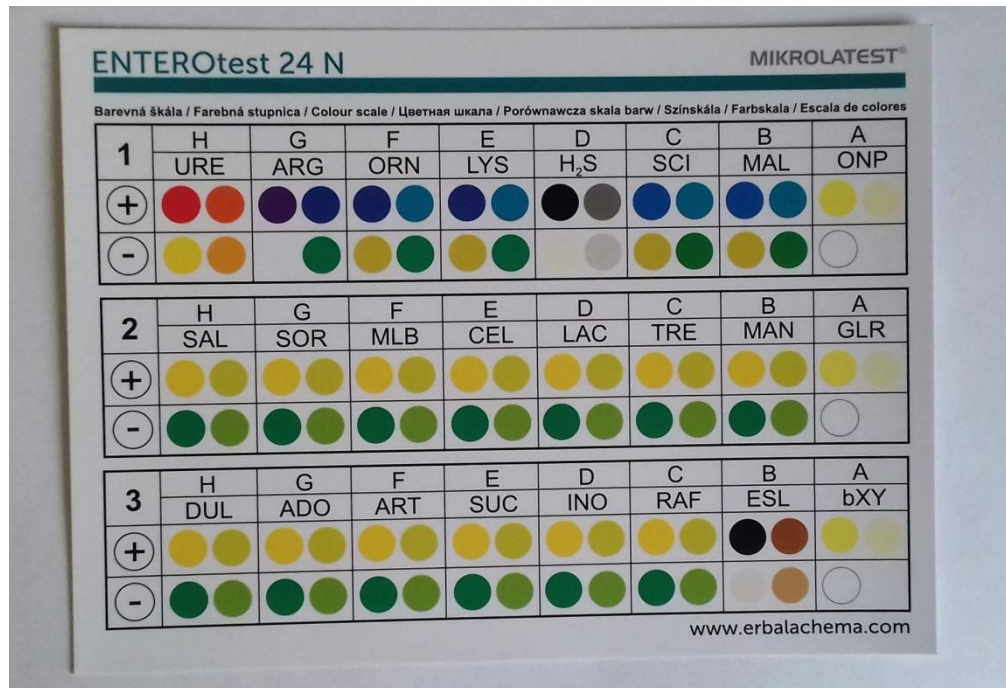 ENTEROtest 24 N
MIKROLATEST®
Barevná škála / Farebná stupnica / Colour scale / Цветная шкала / Porównawcza skala barw / Színskála / Farbskala / Escala de colores
1 H G F E D C B A
URE ARG ORN LYS H₂S SCI MAL ONP
+
-
2 H G F E D C B A
SAL SOR MLB CEL LAC TRE MAN GLR
+
-
3 H G F E D C B A
DUL ADO ART SUC INO RAF ESL bXY
+
-
www.erbalachema.com